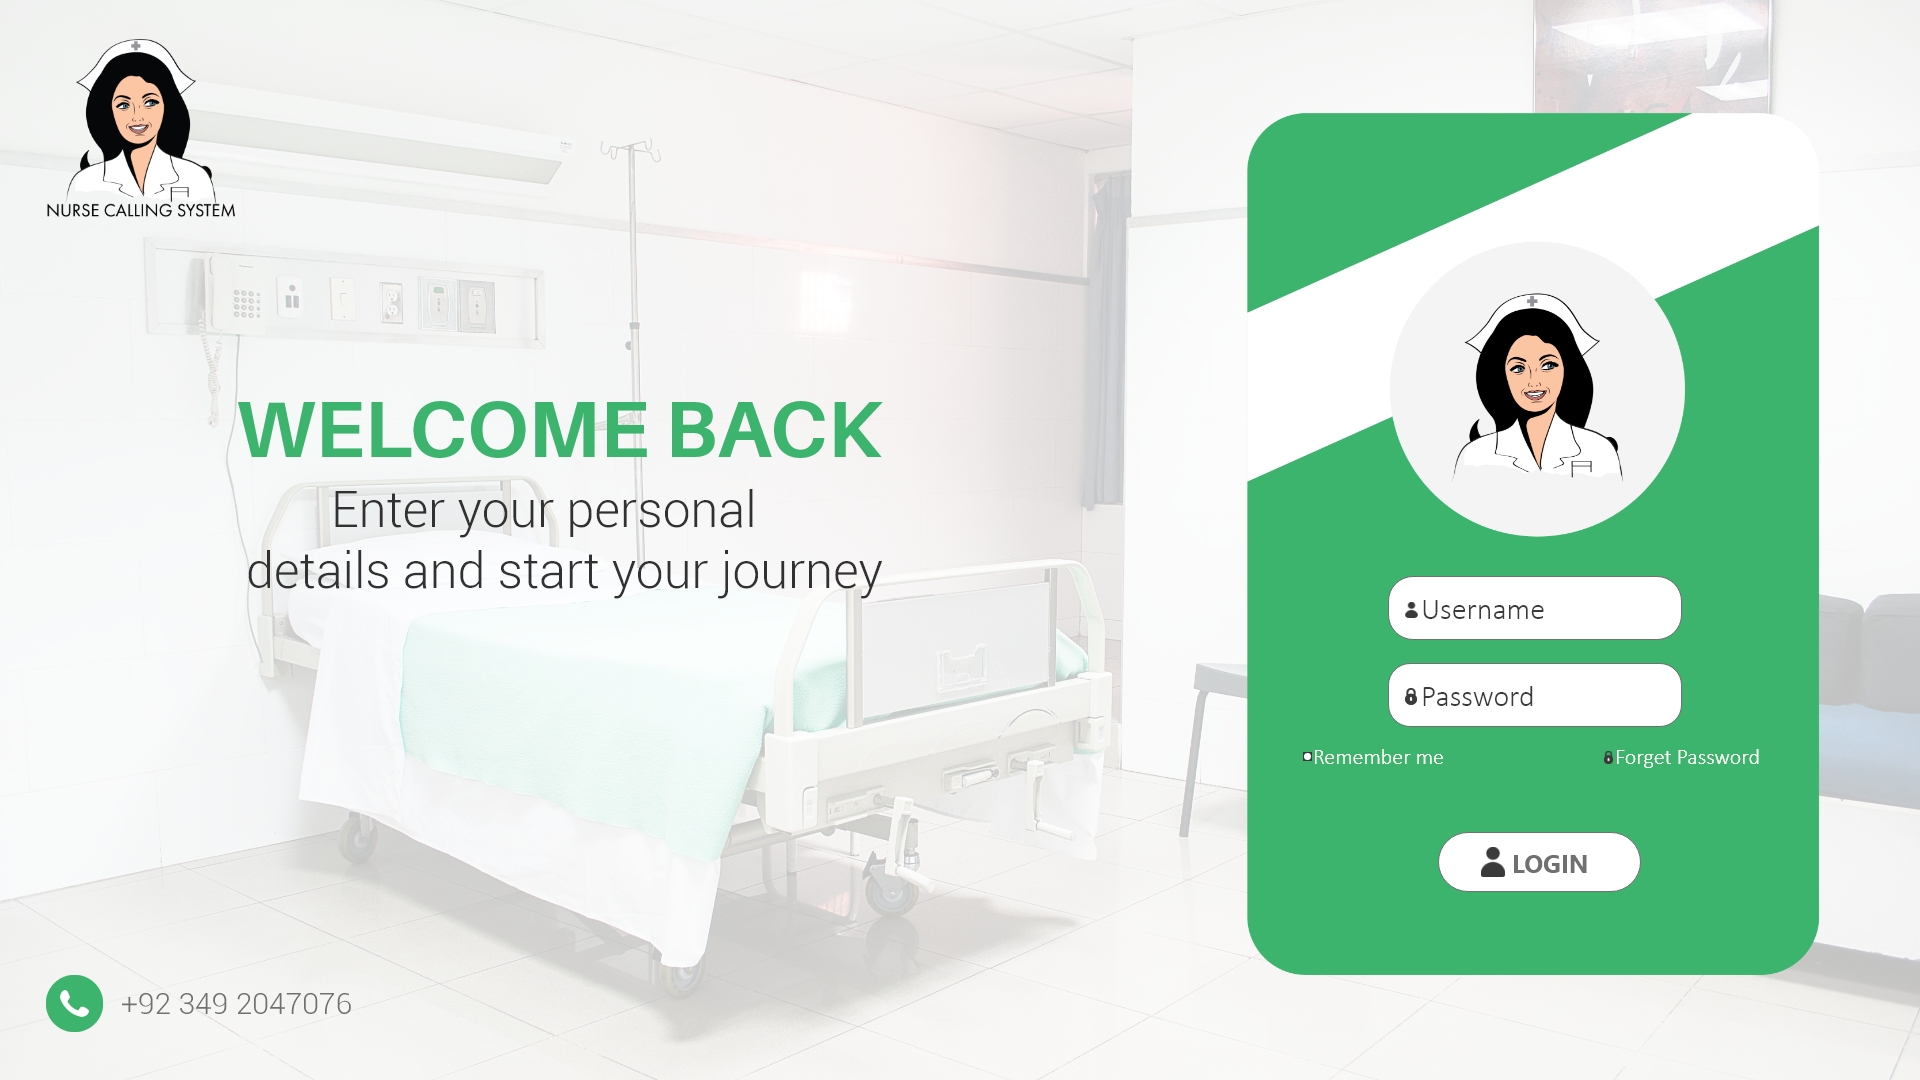 NURSE CALLING SYSTEM
WELCOME BACK
Enter your personal
details and start your journey
Username
Password
Remember me
Forget Password
LOGIN
+92 349 2047076